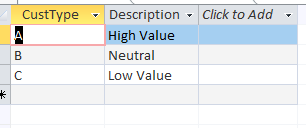 CustType Description Click to Add
A High Value
B Neutral
C Low Value